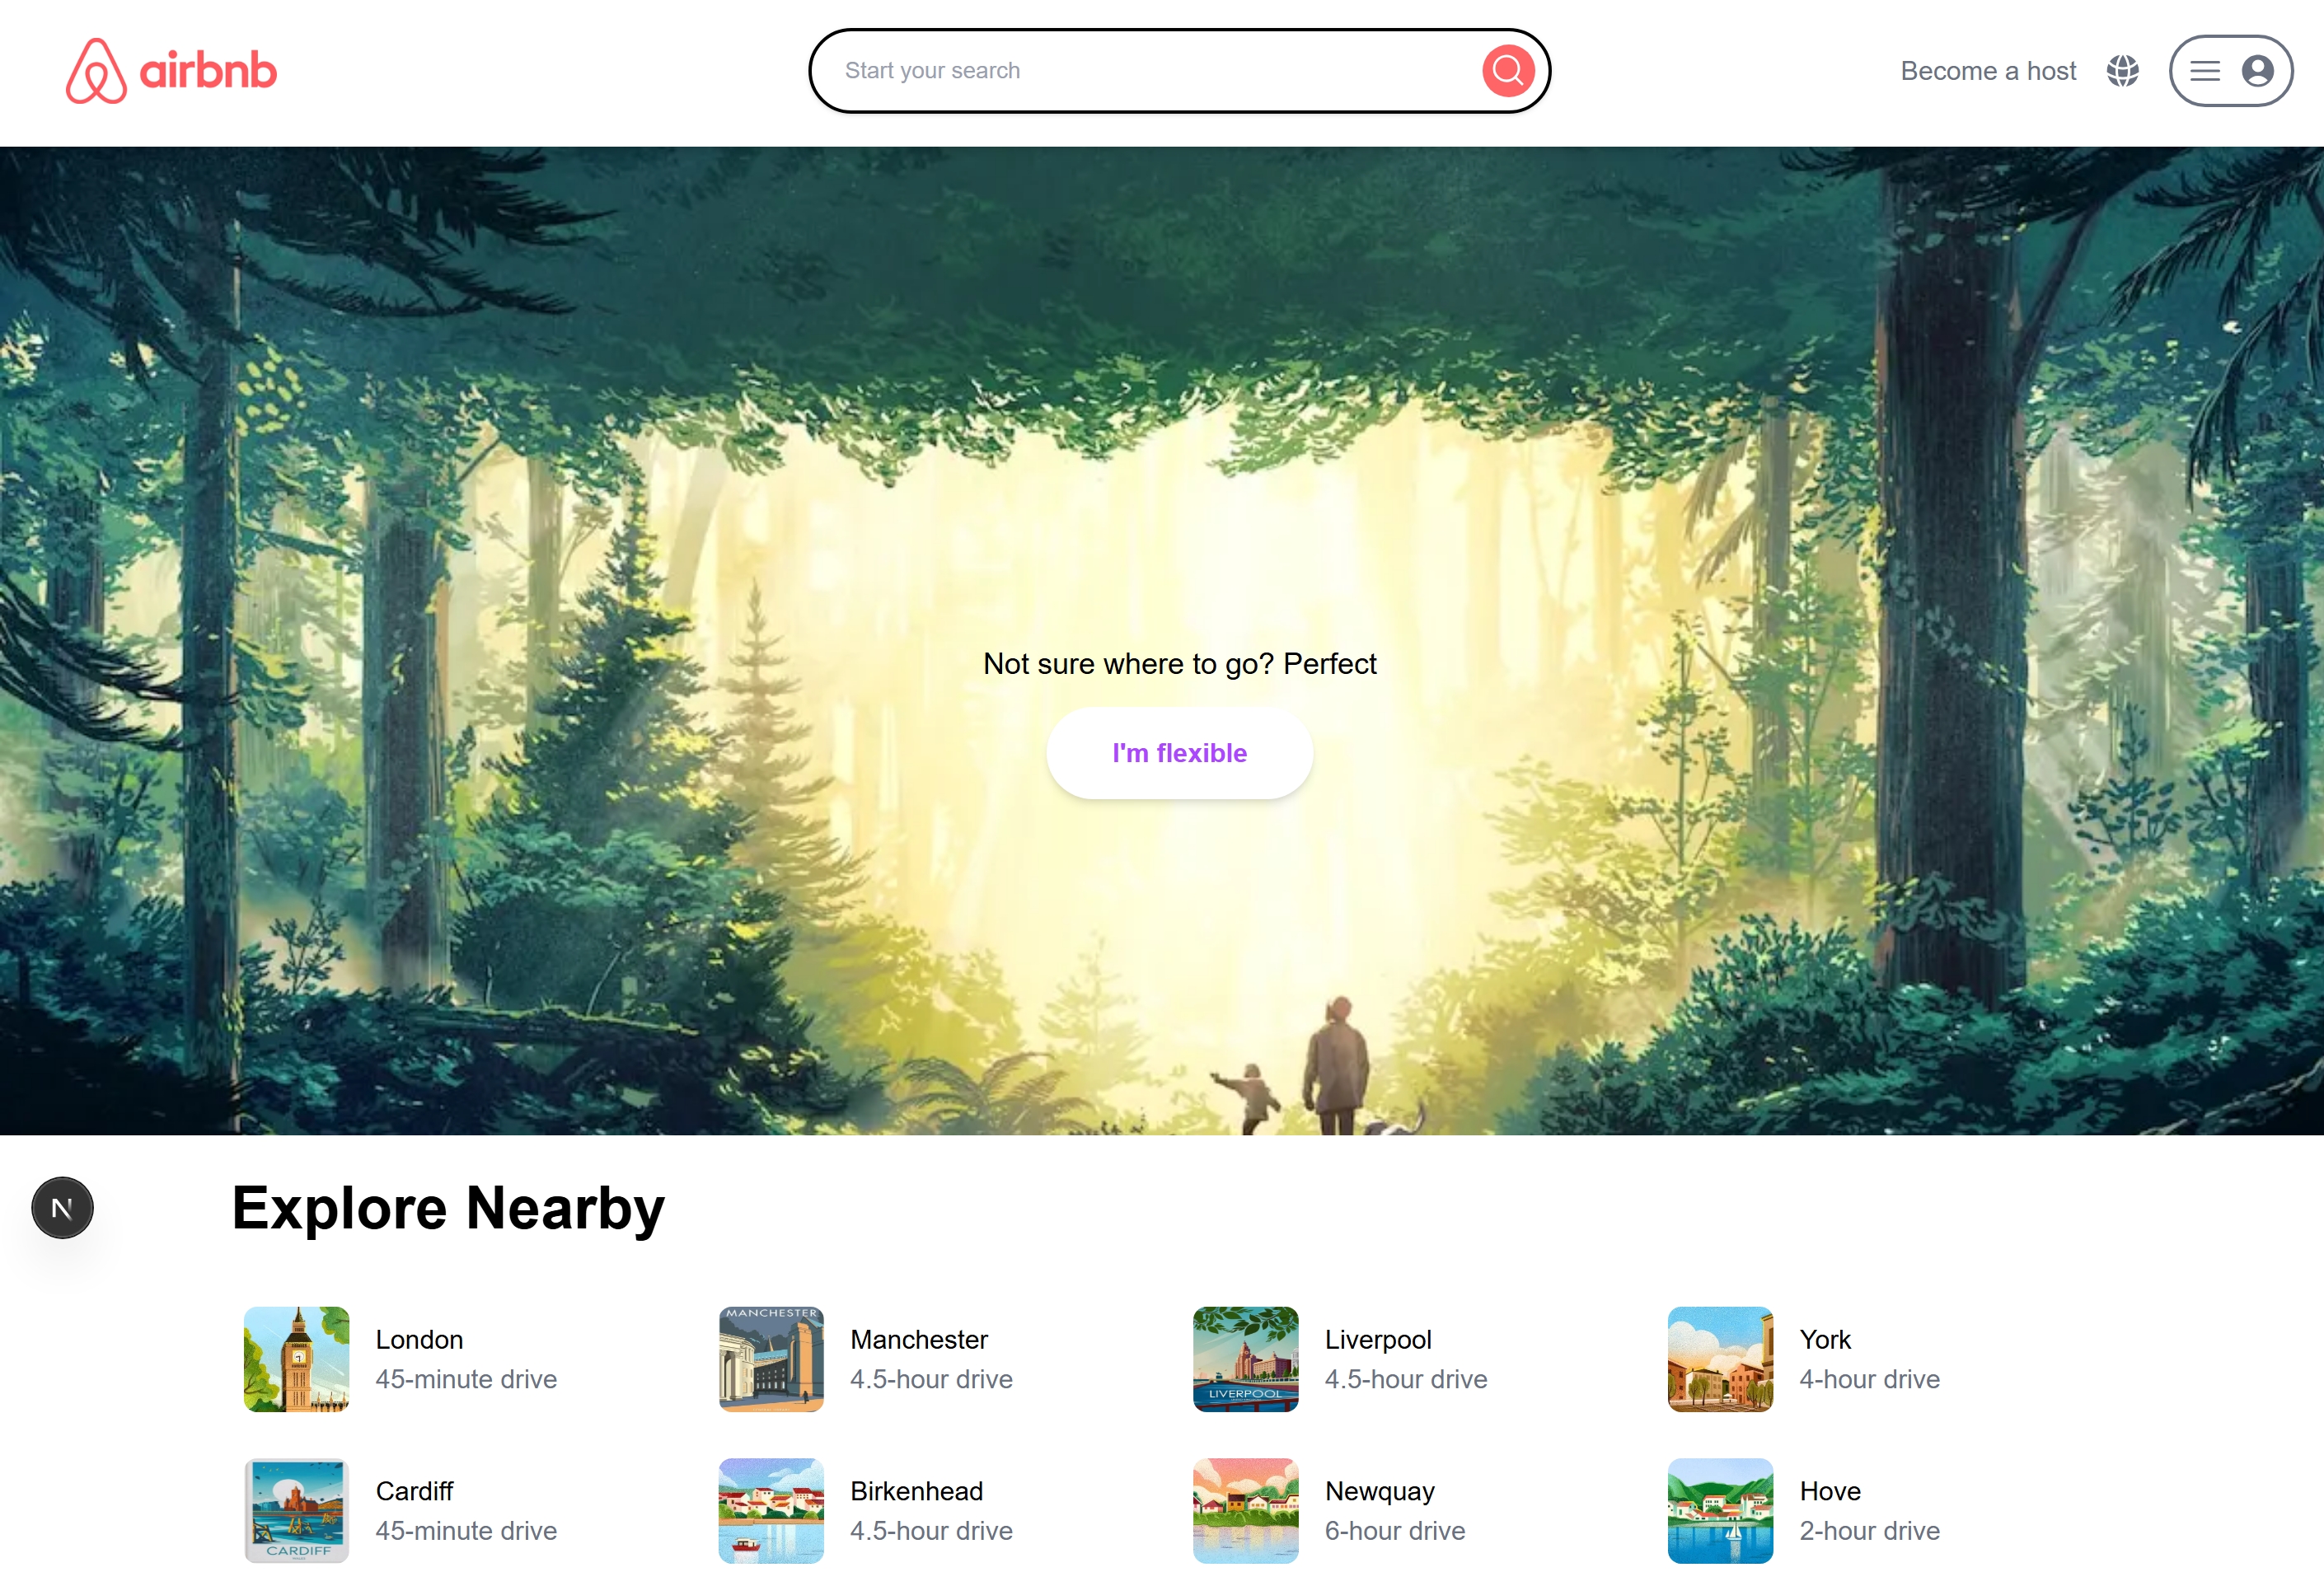 airbnb
Start your search
Become a host
Not sure where to go? Perfect
I'm flexible
N
Explore Nearby
London
45-minute drive
MANCHESTER
Manchester
4.5-hour drive
LIVERPOOL
Liverpool
4.5-hour drive
York
4-hour drive
CARDIFF
Cardiff
45-minute drive
Birkenhead
4.5-hour drive
Newquay
6-hour drive
Hove
2-hour drive